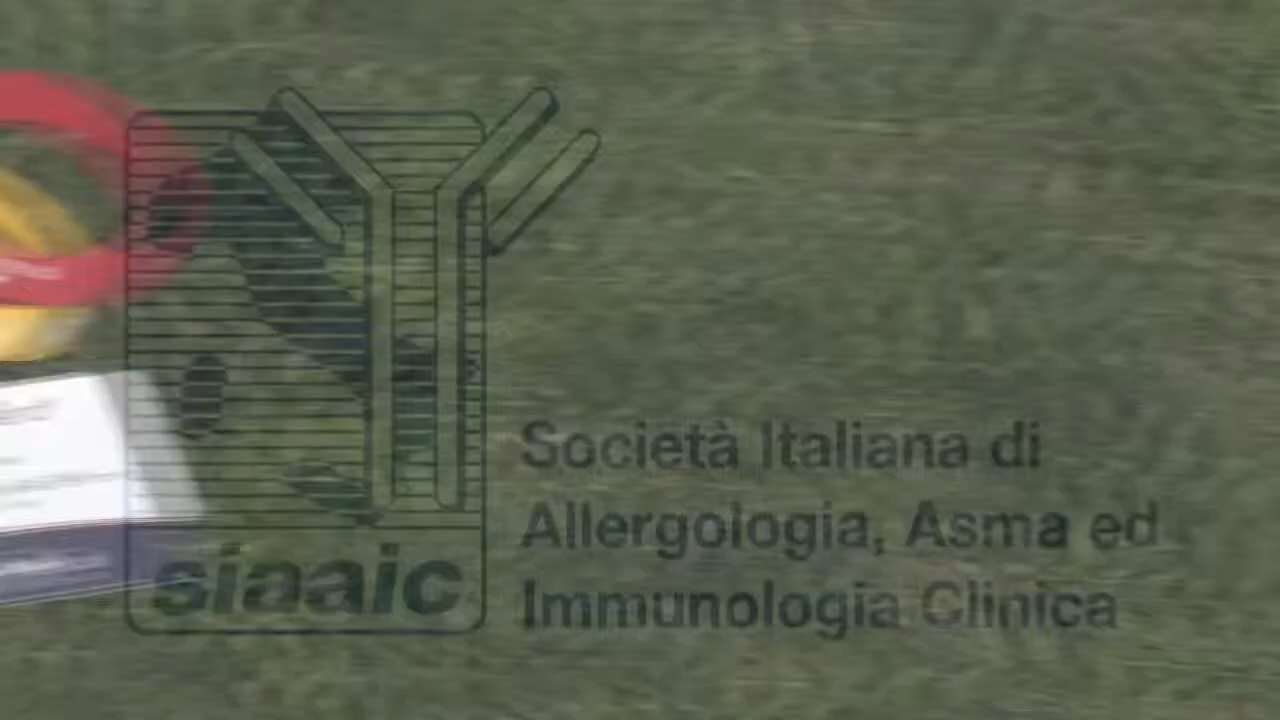 siaaic
Società Italiana di
Allergologia, Asma ed
Immunologia Clinica